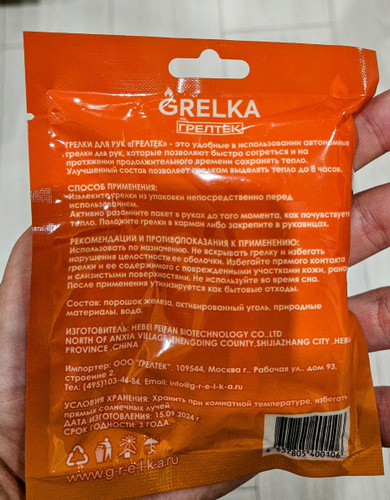 GRELKA
ГРЕЛТЕК
ГРЕЛКИ ДЛЯ РУК «ГРЕЛТЕК» - это удобные в использовании автономные
грелки для рук, которые позволяют быстро согреться и на
протяжении продолжительного времени сохранять тепло.
Улучшенный состав позволяет грелкам выделять тепло до 8 часов.
СПОСОБ ПРИМЕНЕНИЯ:
Извлеките грелки из упаковки непосредственно перед
использованием.
Активно разомните пакет в руках до того момента, как почувствуете
тепло. Положите грелки в карман либо закрепите в рукавицах.
РЕКОМЕНДАЦИИ И ПРОТИВОПОКАЗАНИЯ К ПРИМЕНЕНИЮ:
Использовать по назначению. Не вскрывать грелку и избегать
нарушения целостности ее оболочки. Избегайте прямого контакта
грелки и ее содержимого с поврежденными участками кожи,
и слизистыми поверхностями. Не используйте во время сна.
После применения утилизируется как бытовые отходы.
Состав: порошок железа, активированный уголь, природные
материалы, вода.
ИЗГОТОВИТЕЛЬ: HEBEI PEIFAN BIOTECHNOLOGY CO.,LTD
NORTH OF ANXIA VILLAGE,ZHENGDING COUNTY,SHIJIAZHANG CITY ,HEBEI
PROVINCE ,CHINA
Импортер: ООО "ГРЕЛТЕК", 109544, Москва г., Рабочая ул., дом 93,
строение 2.
Тел.: (495)103-46-84, Email: info@g-r-e-l-k-a.ru
УСЛОВИЯ ХРАНЕНИЯ: Хранить при комнатной температуре, избегать
прямых солнечных лучей.
ДАТА ИЗГОТОВЛЕНИЯ: 15.09.2024 г.
СРОК ГОДНОСТИ: 3 ГОДА.
www.g-r-e-l-k-a.ru
4 657805 400106